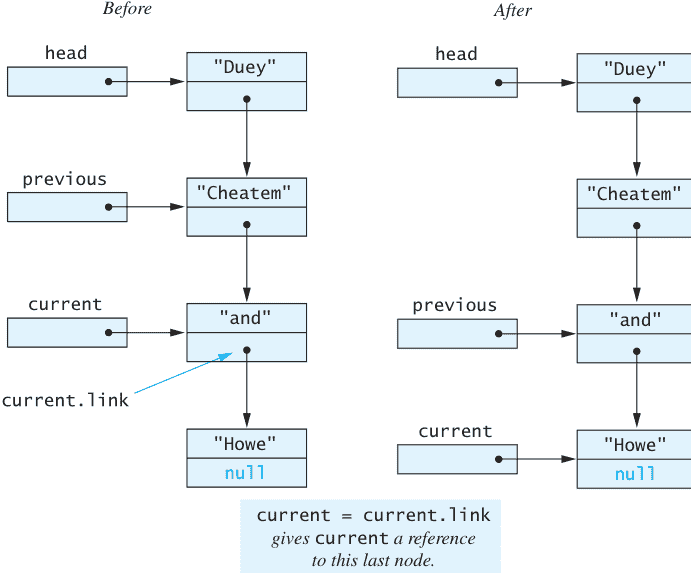 Before
head
"Duey"
previous
"Cheatem"
current
"and"
current.link
"Howe"
null
After
head
"Duey"
"Cheatem"
previous
"and"
current
"Howe"
null
current = current.link
gives current a reference
to this last node.